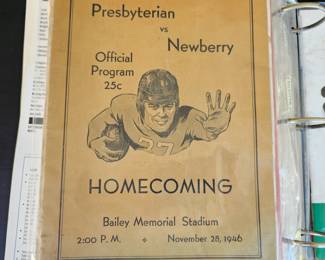 Presbyterian
vs
Newberry
Official
Program
25c
27
HOMECOMING
Bailey Memorial Stadium
2:00 P. M. November 28, 1946